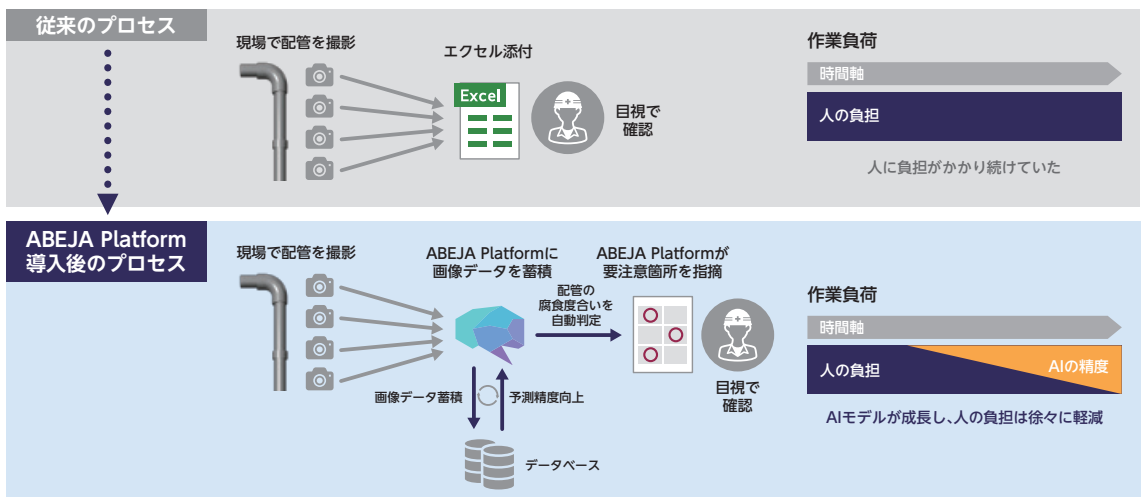 従来のプロセス
現場で配管を撮影
エクセル添付
Excel
目視で
確認
作業負荷
時間軸
人の負担
人に負担がかかり続けていた
ABEJA Platform
導入後のプロセス
現場で配管を撮影
ABEJA Platformに
画像データを蓄積
配管の
腐食度合いを
自動判定
ABEJA Platformが
要注意箇所を指摘
目視で
確認
画像データ蓄積
予測精度向上
データベース
作業負荷
時間軸
人の負担
AIの精度
AIモデルが成長し、人の負担は徐々に軽減